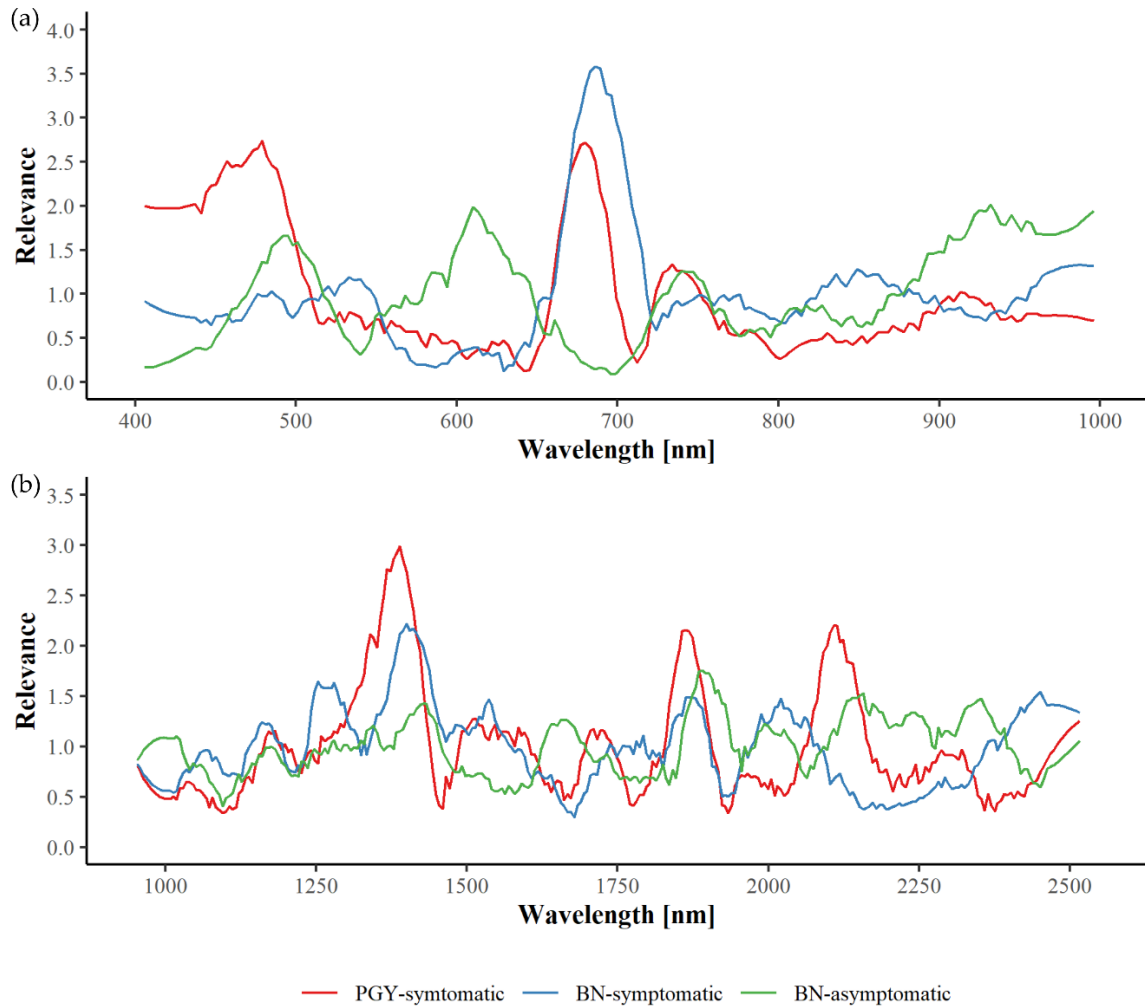 (a)
4.0
3.5
3.0
2.5
2.0
1.5
1.0
0.5
0.0
Relevance
400 500 600 700 800 900 1000
Wavelength [nm]
(b)
3.5
3.0
2.5
2.0
1.5
1.0
0.5
0.0
Relevance
1000 1250 1500 1750 2000 2250 2500
Wavelength [nm]
PGY-symtomatic BN-symptomatic BN-asymptomatic